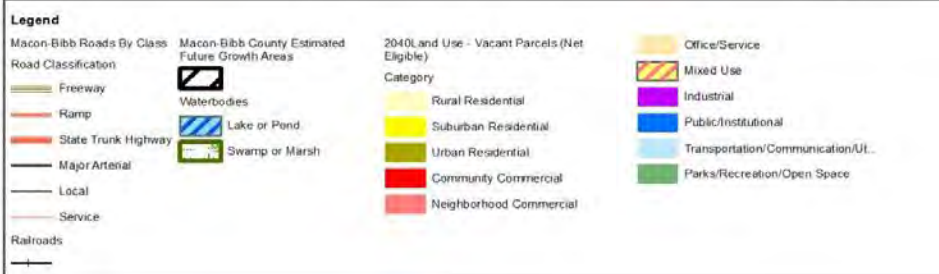 Legend
Macon-Bibb Roads By Class
Road Classification
Freeway
Ramp
State Trunk Highway
Major Arterial
Local
Service
Railroads
Macon-Bibb County Estimated
Future Growth Areas
Waterbodies
Lake or Pond
Swamp or Marsh
2040Land Use - Vacant Parcels (Net
Eligible)
Category
Rural Residential
Suburban Residential
Urban Residential
Community Commercial
Neighborhood Commercial
Office/Service
Mixed Use
Industrial
Public/Institutional
Transportation/Communication/Ut...
Parks/Recreation/Open Space